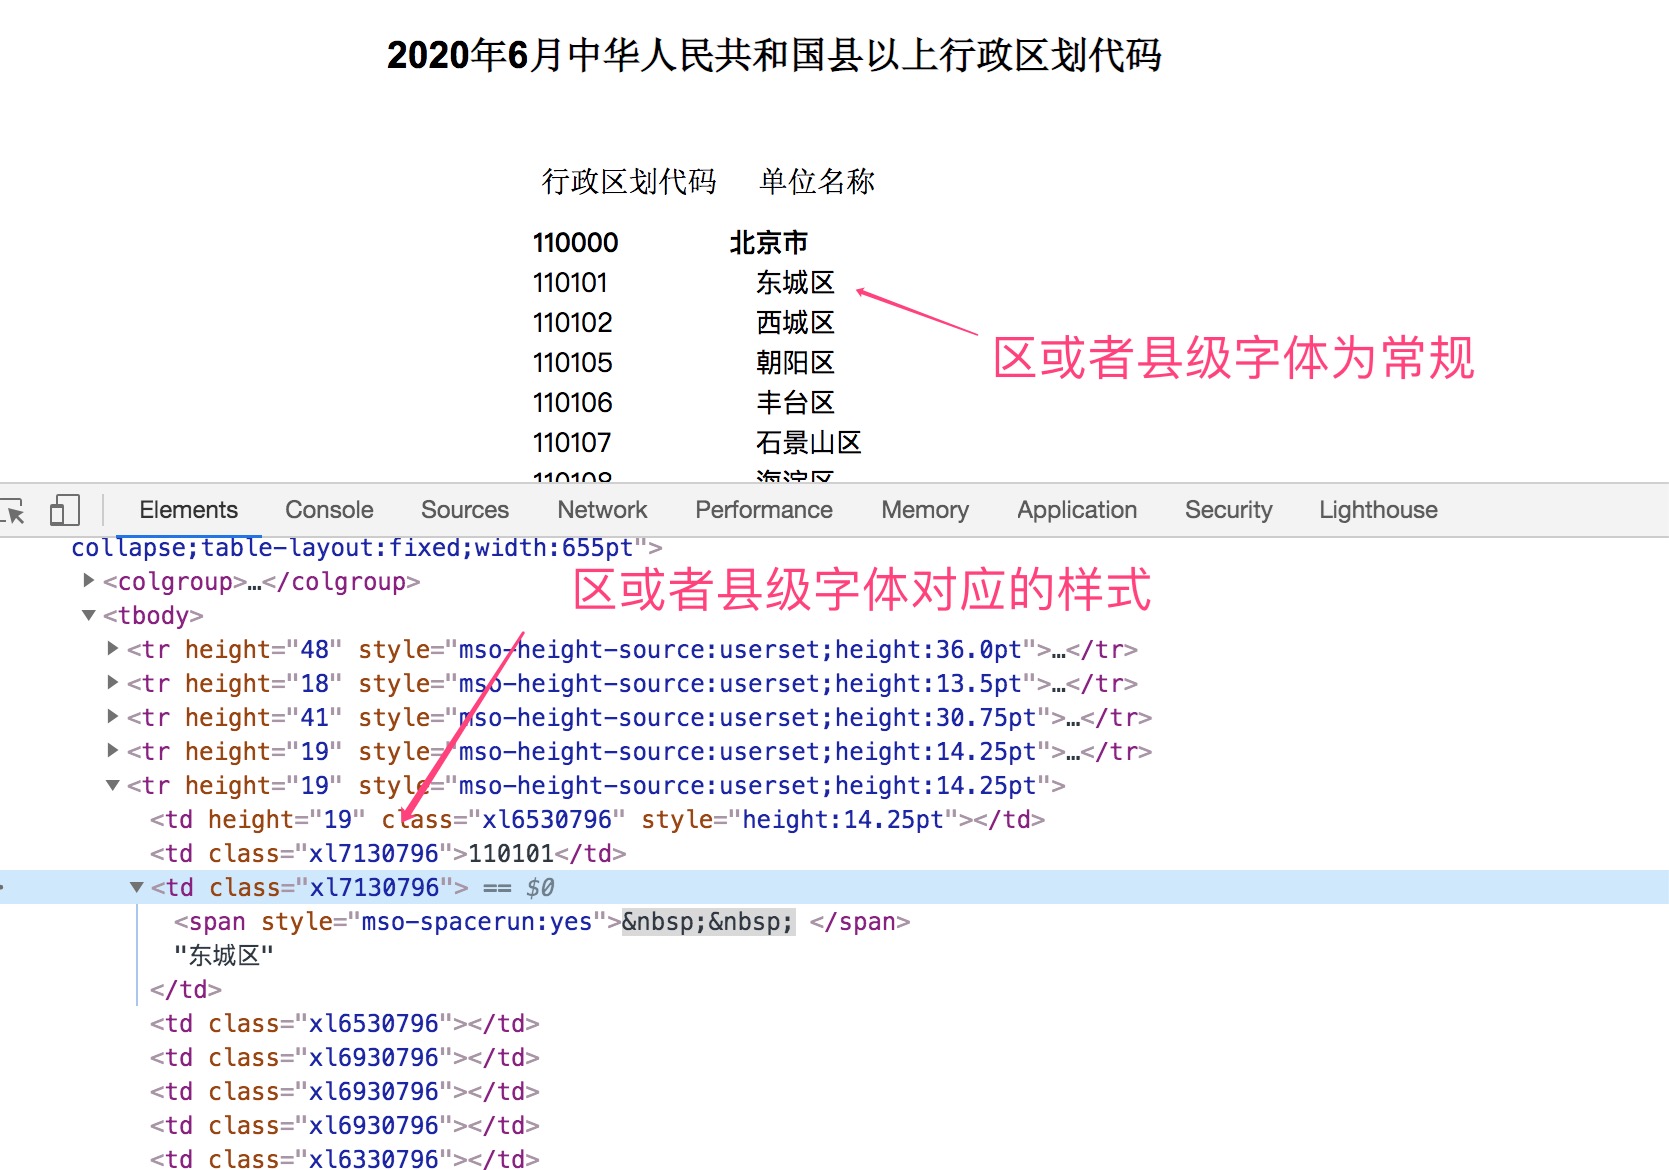 2020年6月中华人民共和国县以上行政区划代码
行政区划代码 单位名称
110000 北京市
110101 东城区
110102 西城区
110105 朝阳区
110106 丰台区
110107 石景山区
110108 海淀区
区或者县级字体为常规
Elements Console Sources Network Performance Memory Application Security Lighthouse
collapse;table-layout:fixed;width:655pt">
<colgroup>…</colgroup>
区或者县级字体对应的样式
<tbody>
<tr height="48" style="mso-height-source:userset;height:36.0pt">…</tr>
<tr height="18" style="mso-height-source:userset;height:13.5pt">…</tr>
<tr height="41" style="mso-height-source:userset;height:30.75pt">…</tr>
<tr height="19" style="mso-height-source:userset;height:14.25pt">…</tr>
<tr height="19" style="mso-height-source:userset;height:14.25pt">
<td height="19" class="xl6530796" style="height:14.25pt"></td>
<td class="xl7130796">110101</td>
<td class="xl7130796"> == $0
<span style="mso-spacerun:yes">&nbsp;&nbsp; </span>
"东城区"
</td>
<td class="xl6530796"></td>
<td class="xl6930796"></td>
<td class="xl6930796"></td>
<td class="xl6930796"></td>
<td class="xl6330796"></td>